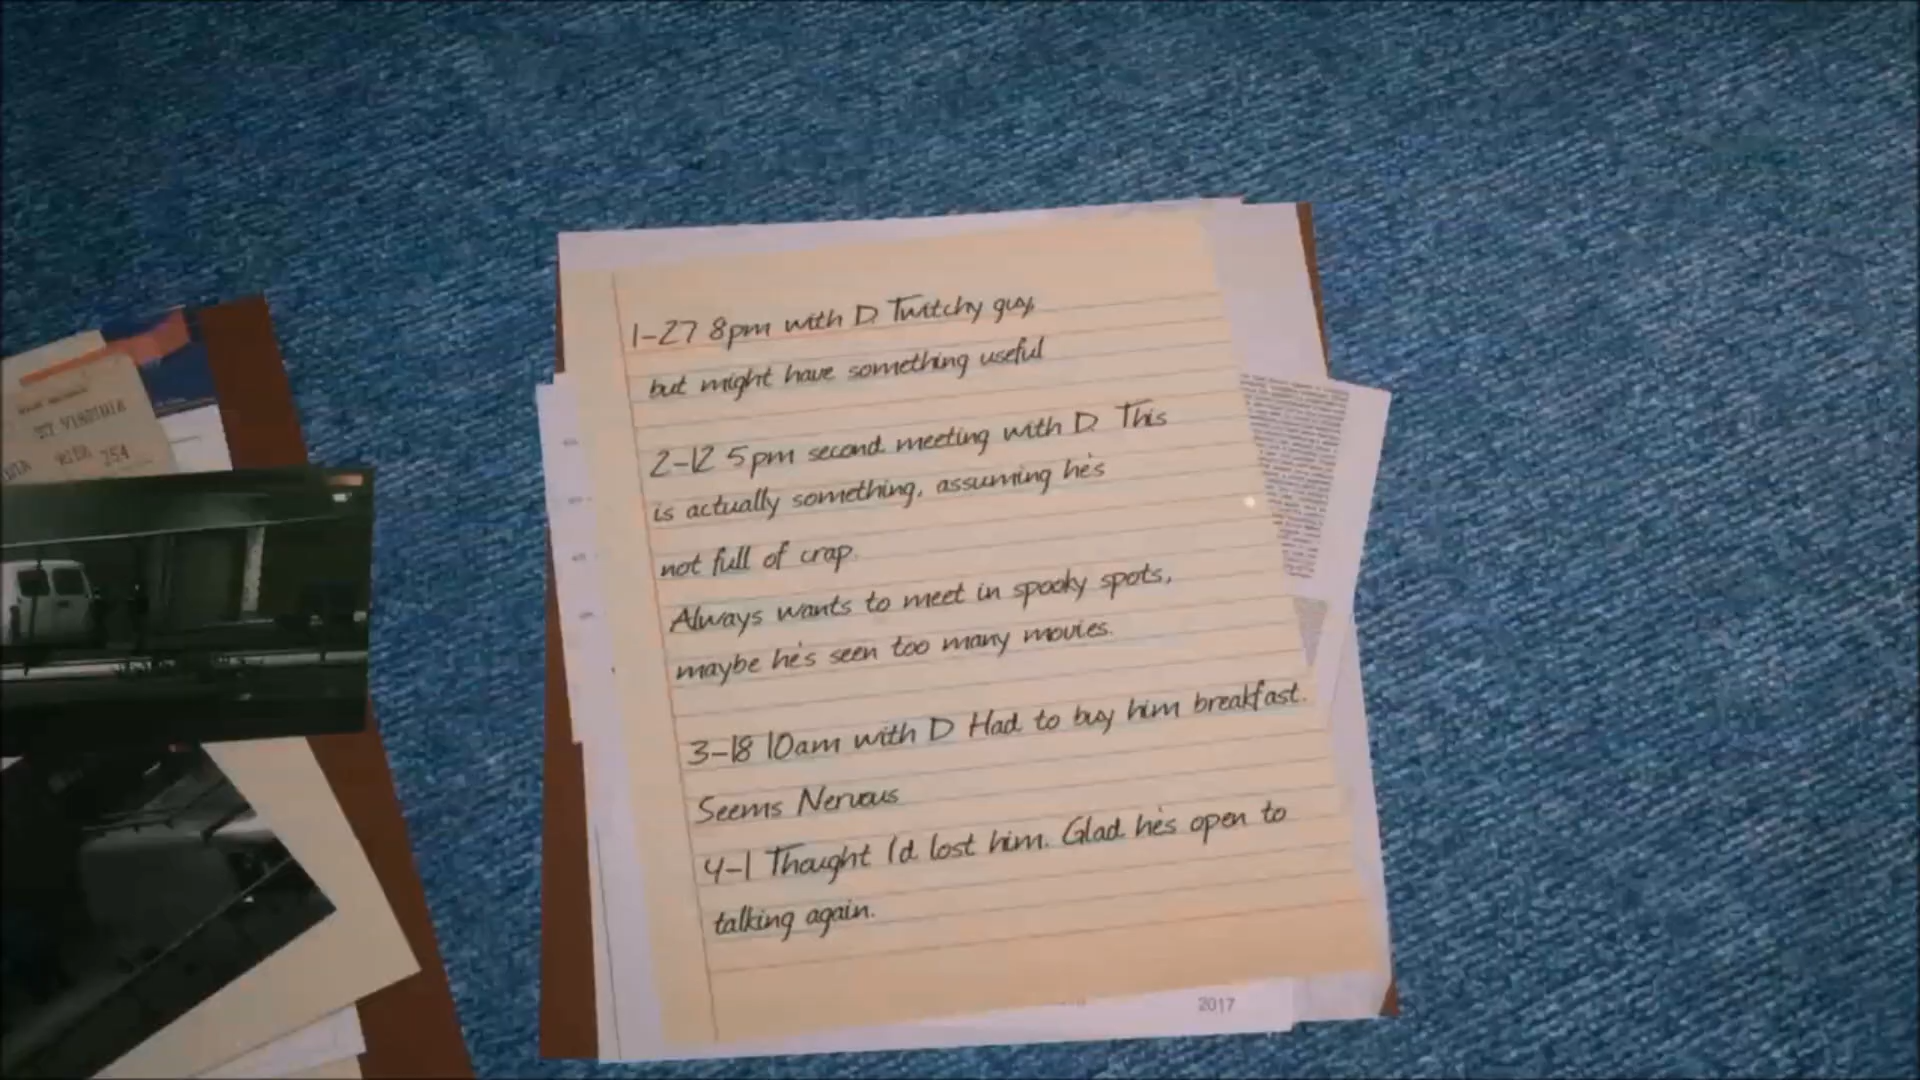 1-27 8pm with D. Twitchy guy,
but might have something useful
2-12 5pm second meeting with D. This
is actually something, assuming he's
not full of crap.
Always wants to meet in spooky spots,
maybe he's seen too many movies.
3-18 10am with D Had to buy him breakfast.
Seems Nervous
4-1 Thought I'd lost him. Glad he's open to
talking again.
2017
254